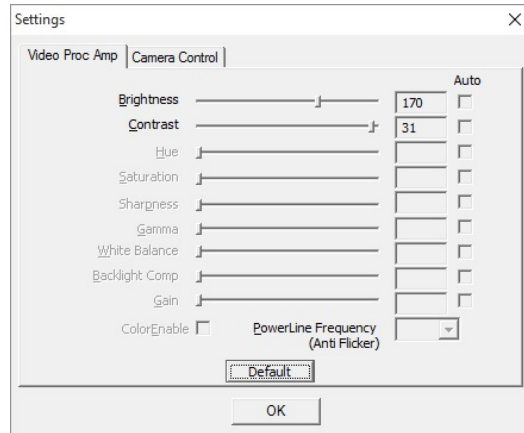 Settings
Video Proc Amp
Camera Control
Auto
Brightness 170
Contrast 31
Hue
Saturation
Sharpness
Gamma
White Balance
Backlight Comp
Gain
ColorEnable PowerLine Frequency
(Anti Flicker)
Default
OK